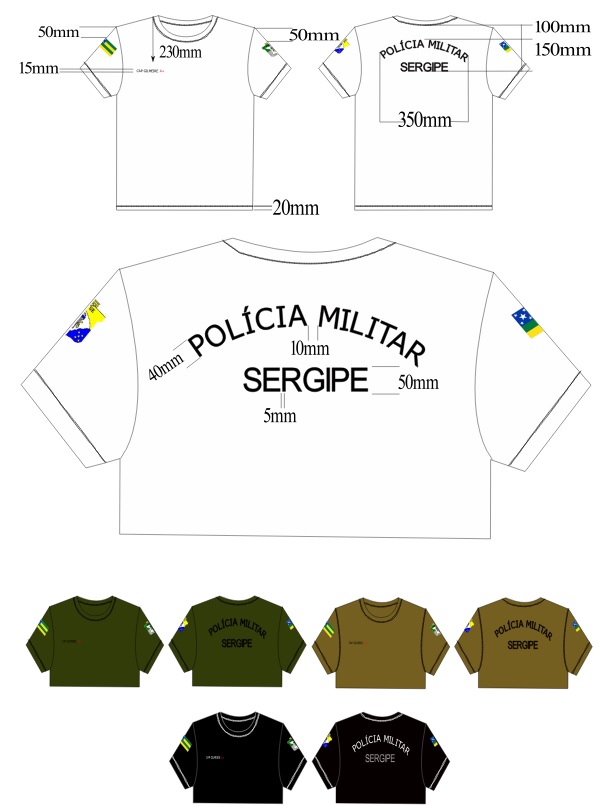 50mm
15mm
230mm
50mm
20mm
100mm
150mm
POLÍCIA MILITAR
SERGIPE
350mm
POLÍCIA MILITAR
40mm
10mm
SERGIPE
50mm
5mm
POLÍCIA MILITAR
SERGIPE
POLÍCIA MILITAR
SERGIPE
POLÍCIA MILITAR
SERGIPE